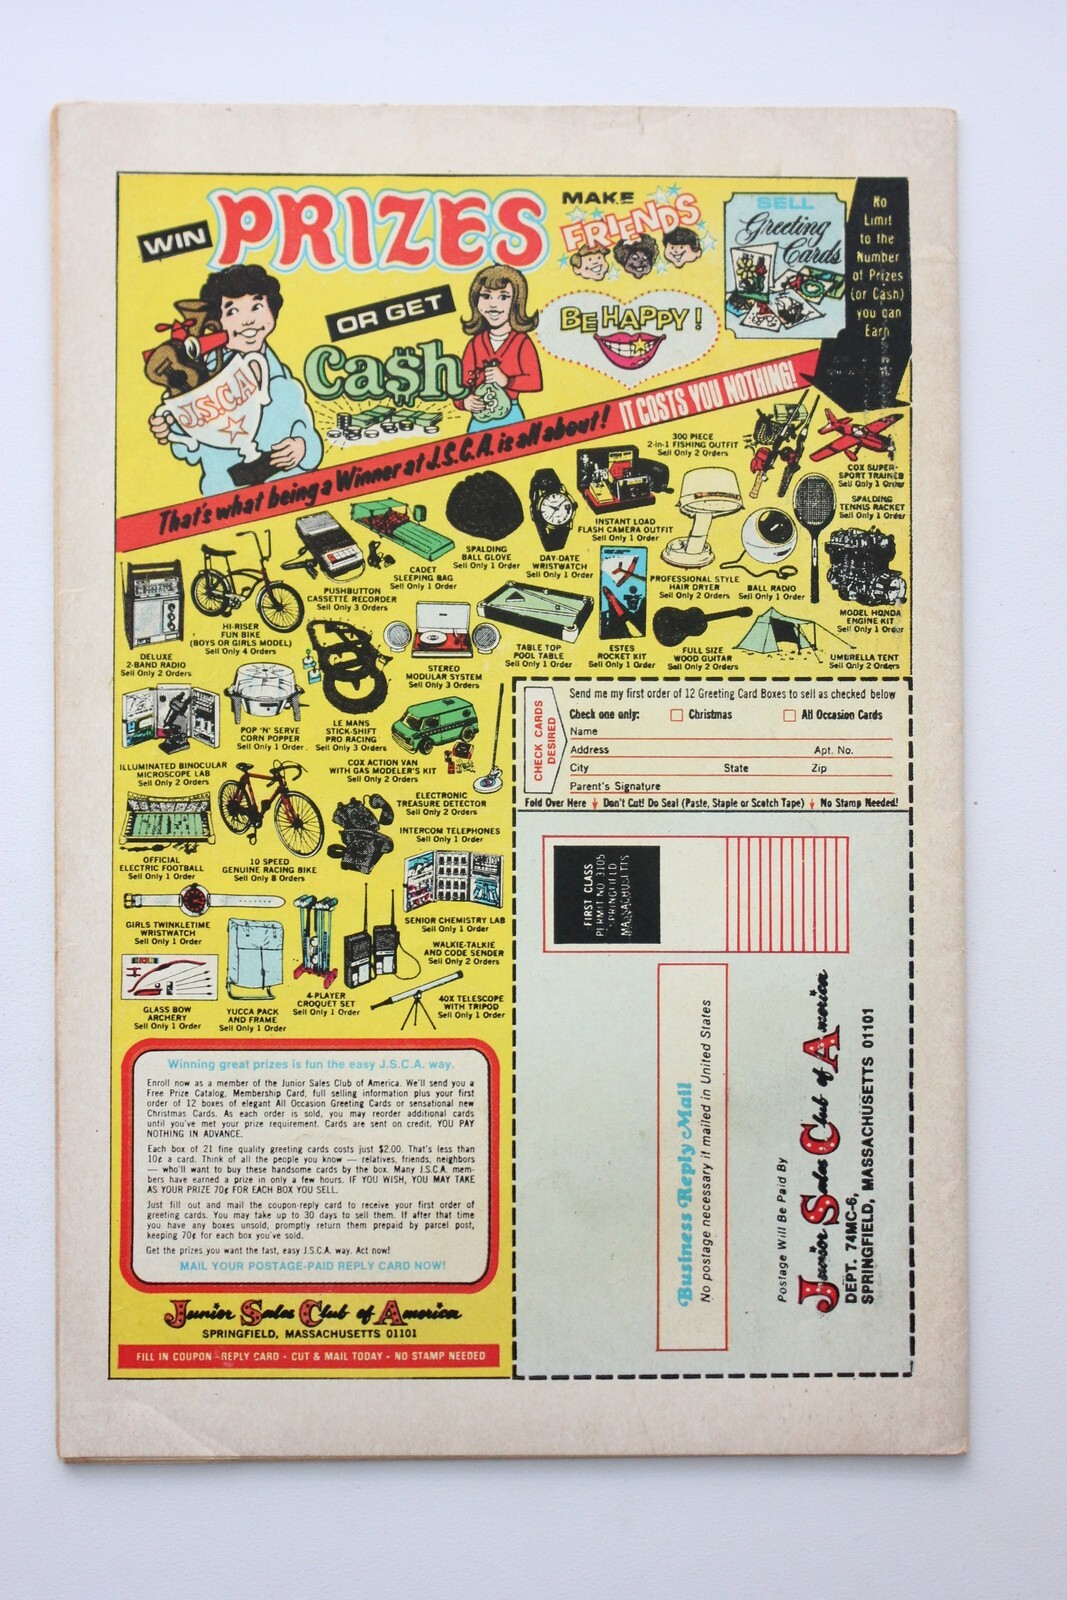 WIN PRIZES
OR GET
Ca$h
MAKE
FRIENDS
BE HAPPY!
SELL
Greeting
Cards
No
Limit
to the
Number
of Prizes
(or Cash)
you can
Earn
J.S.C.A.
$
That's what being a Winner at J.S.C.A. is all about! IT COSTS YOU NOTHING!
300 PIECE
2-in-1 FISHING OUTFIT
Sell Only 2 Orders
COX SUPER-
SPORT TRAINER
Sell Only 1 Order
SPALDING
TENNIS RACKET
Sell Only 1 Order
INSTANT LOAD
FLASH CAMERA OUTFIT
Sell Only 1 Order
SPALDING
BALL GLOVE
Sell Only 1 Order
DAY-DATE
WRISTWATCH
Sell Only 1 Order
CADET
SLEEPING BAG
Sell Only 1 Order
PUSHBUTTON
CASSETTE RECORDER
Sell Only 3 Orders
PROFESSIONAL STYLE
HAIR DRYER
Sell Only 2 Orders
BALL RADIO
Sell Only 1 Order
MODEL HONDA
ENGINE KIT
Sell Only 1 Order
HI-RISER
FUN BIKE
(BOYS OR GIRLS MODEL)
Sell Only 4 Orders
DELUXE
2-BAND RADIO
Sell Only 2 Orders
STEREO
MODULAR SYSTEM
Sell Only 3 Orders
TABLE TOP
POOL TABLE
Sell Only 1 Order
ESTES
ROCKET KIT
Sell Only 1 Order
FULL SIZE
WOOD GUITAR
Sell Only 2 Orders
UMBRELLA TENT
Sell Only 2 Orders
POP 'N' SERVE
CORN POPPER
Sell Only 1 Order
LE MANS
STICK-SHIFT
PRO RACING
Sell Only 3 Orders
COX ACTION VAN
WITH GAS MODELER'S KIT
Sell Only 2 Orders
ILLUMINATED BINOCULAR
MICROSCOPE LAB
Sell Only 2 Orders
ELECTRONIC
TREASURE DETECTOR
Sell Only 2 Orders
INTERCOM TELEPHONES
Sell Only 1 Order
OFFICIAL
ELECTRIC FOOTBALL
Sell Only 1 Order
10 SPEED
GENUINE RACING BIKE
Sell Only 8 Orders
SENIOR CHEMISTRY LAB
Sell Only 1 Order
GIRLS TWINKLETIME
WRISTWATCH
Sell Only 1 Order
WALKIE-TALKIE
AND CODE SENDER
Sell Only 2 Orders
GLASS BOW
ARCHERY
Sell Only 1 Order
YUCCA PACK
AND FRAME
Sell Only 1 Order
4-PLAYER
CROQUET SET
Sell Only 1 Order
40X TELESCOPE
WITH TRIPOD
Sell Only 1 Order
Winning great prizes is fun the easy J.S.C.A. way.
Enroll now as a member of the Junior Sales Club of America. We'll send you a
Free Prize Catalog, Membership Card, full selling information plus your first
order of 12 boxes of elegant All Occasion Greeting Cards or sensational new
Christmas Cards. As each order is sold, you may reorder additional cards
until you've met your prize requirement. Cards are sent on credit. YOU PAY
NOTHING IN ADVANCE.
Each box of 21 fine quality greeting cards costs just $2.00. That's less than
10¢ a card. Think of all the people you know — relatives, friends, neighbors
— who'll want to buy these handsome cards by the box. Many J.S.C.A. mem-
bers have earned a prize in only a few hours. IF YOU WISH, YOU MAY TAKE
AS YOUR PRIZE 70¢ FOR EACH BOX YOU SELL.
Just fill out and mail the coupon-reply card to receive your first order of
greeting cards. You may take up to 30 days to sell them. If after that time
you have any boxes unsold, promptly return them prepaid by parcel post,
keeping 70¢ for each box you've sold.
Get the prizes you want the fast, easy J.S.C.A. way. Act now!
MAIL YOUR POSTAGE-PAID REPLY CARD NOW!
Junior Sales Club of America
SPRINGFIELD, MASSACHUSETTS 01101
FILL IN COUPON-REPLY CARD · CUT & MAIL TODAY · NO STAMP NEEDED
CHECK CARDS
DESIRED
Send me my first order of 12 Greeting Card Boxes to sell as checked below
Check one only: Christmas All Occasion Cards
Name
Address Apt. No.
City State Zip
Parent's Signature
Fold Over Here Don't Cut! Do Seal (Paste, Staple or Scotch Tape) No Stamp Needed!
FIRST CLASS
PERMIT NO 3105
SPRINGFIELD
MASSACHUSETTS
Business Reply Mail
No postage necessary if mailed in United States
Postage Will Be Paid By
Junior Sales Club of America
DEPT. 74MC-6,
SPRINGFIELD, MASSACHUSETTS 01101